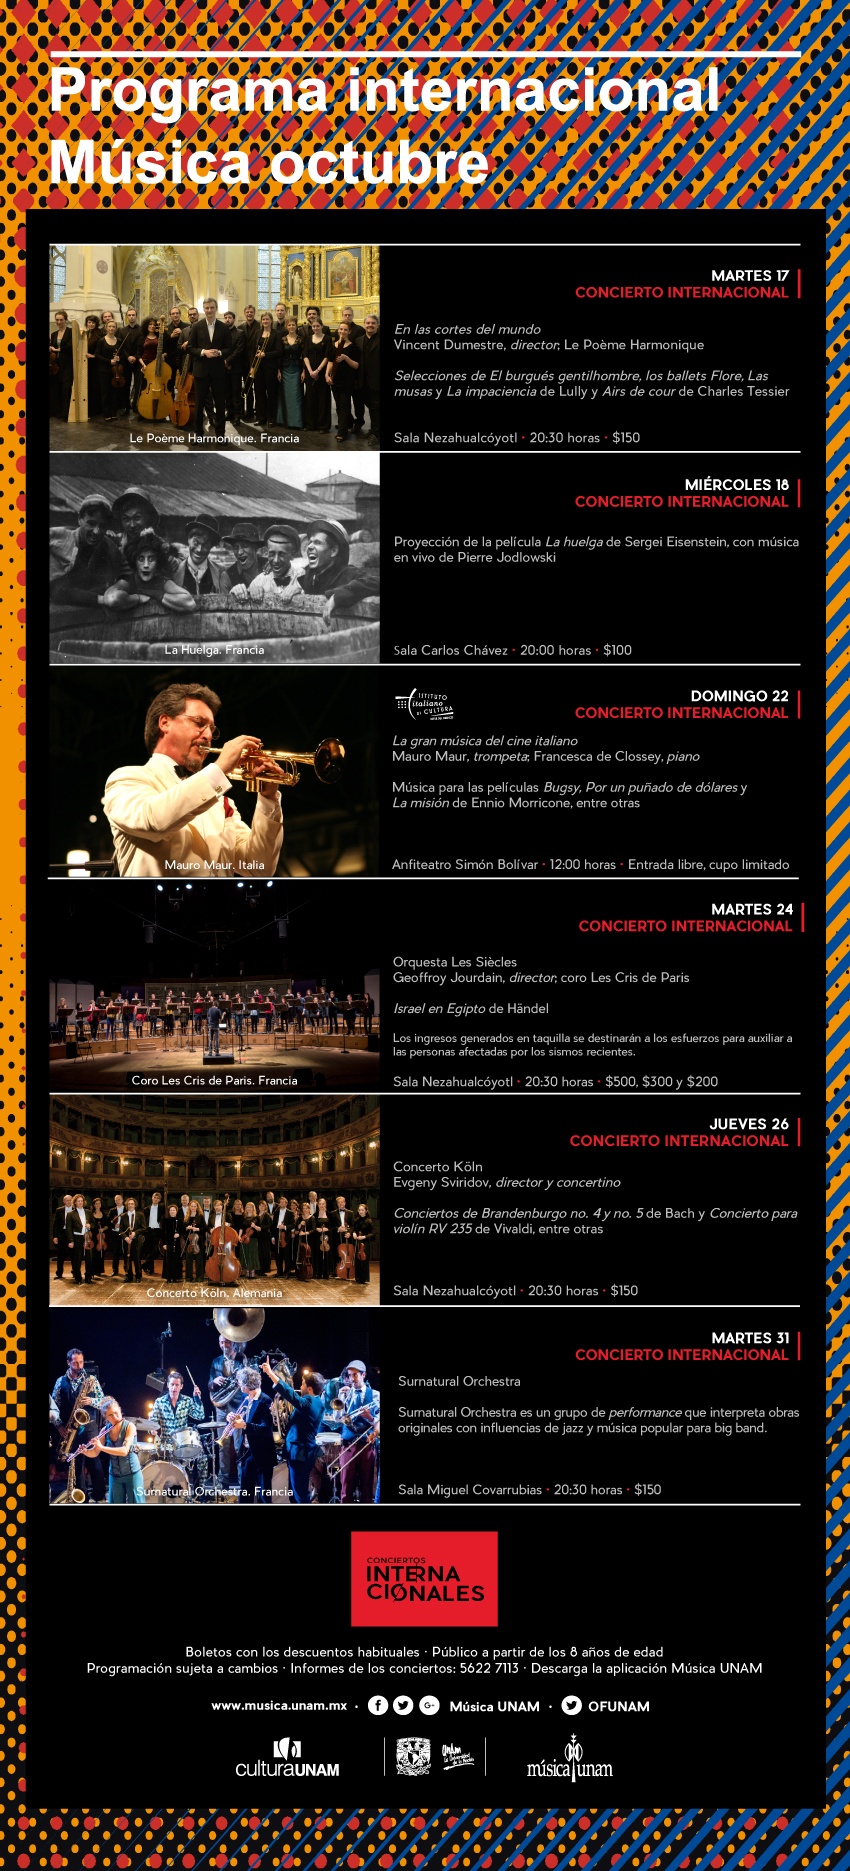 Programa internacional
Música octubre
MARTES 17
CONCIERTO INTERNACIONAL
En las cortes del mundo
Vincent Dumestre, director; Le Poème Harmonique
Selecciones de El burgués gentilhombre, los ballets Flore, Las
musas y La impaciencia de Lully y Airs de cour de Charles Tessier
Le Poème Harmonique. Francia
Sala Nezahualcóyotl · 20:30 horas · $150
MIÉRCOLES 18
CONCIERTO INTERNACIONAL
Proyección de la película La huelga de Sergei Eisenstein, con música
en vivo de Pierre Jodlowski
La Huelga. Francia
Sala Carlos Chávez · 20:00 horas · $100
ISTITUTO
italiano
DI CULTURA
DOMINGO 22
CONCIERTO INTERNACIONAL
La gran música del cine italiano
Mauro Maur, trompeta; Francesca de Clossey, piano
Música para las películas Bugsy, Por un puñado de dólares y
La misión de Ennio Morricone, entre otras
Mauro Maur. Italia
Anfiteatro Simón Bolívar · 12:00 horas · Entrada libre, cupo limitado
MARTES 24
CONCIERTO INTERNACIONAL
Orquesta Les Siècles
Geoffroy Jourdain, director; coro Les Cris de Paris
Israel en Egipto de Händel
Los ingresos generados en taquilla se destinarán a los esfuerzos para auxiliar a
las personas afectadas por los sismos recientes.
Coro Les Cris de Paris. Francia
Sala Nezahualcóyotl · 20:30 horas · $500, $300 y $200
JUEVES 26
CONCIERTO INTERNACIONAL
Concerto Köln
Evgeny Sviridov, director y concertino
Conciertos de Brandenburgo no. 4 y no. 5 de Bach y Concierto para
violín RV 235 de Vivaldi, entre otras
Concerto Köln. Alemania
Sala Nezahualcóyotl · 20:30 horas · $150
MARTES 31
CONCIERTO INTERNACIONAL
Surnatural Orchestra
Surnatural Orchestra es un grupo de performance que interpreta obras
originales con influencias de jazz y música popular para big band.
Surnatural Orchestra. Francia
Sala Miguel Covarrubias · 20:30 horas · $150
CONCIERTOS
INTERNA
CIONALES
Boletos con los descuentos habituales · Público a partir de los 8 años de edad
Programación sujeta a cambios · Informes de los conciertos: 5622 7113 · Descarga la aplicación Música UNAM
www.musica.unam.mx · f G+ Música UNAM · OFUNAM
culturaUNAM
UNAM
La Universidad
de la Nación
música unam